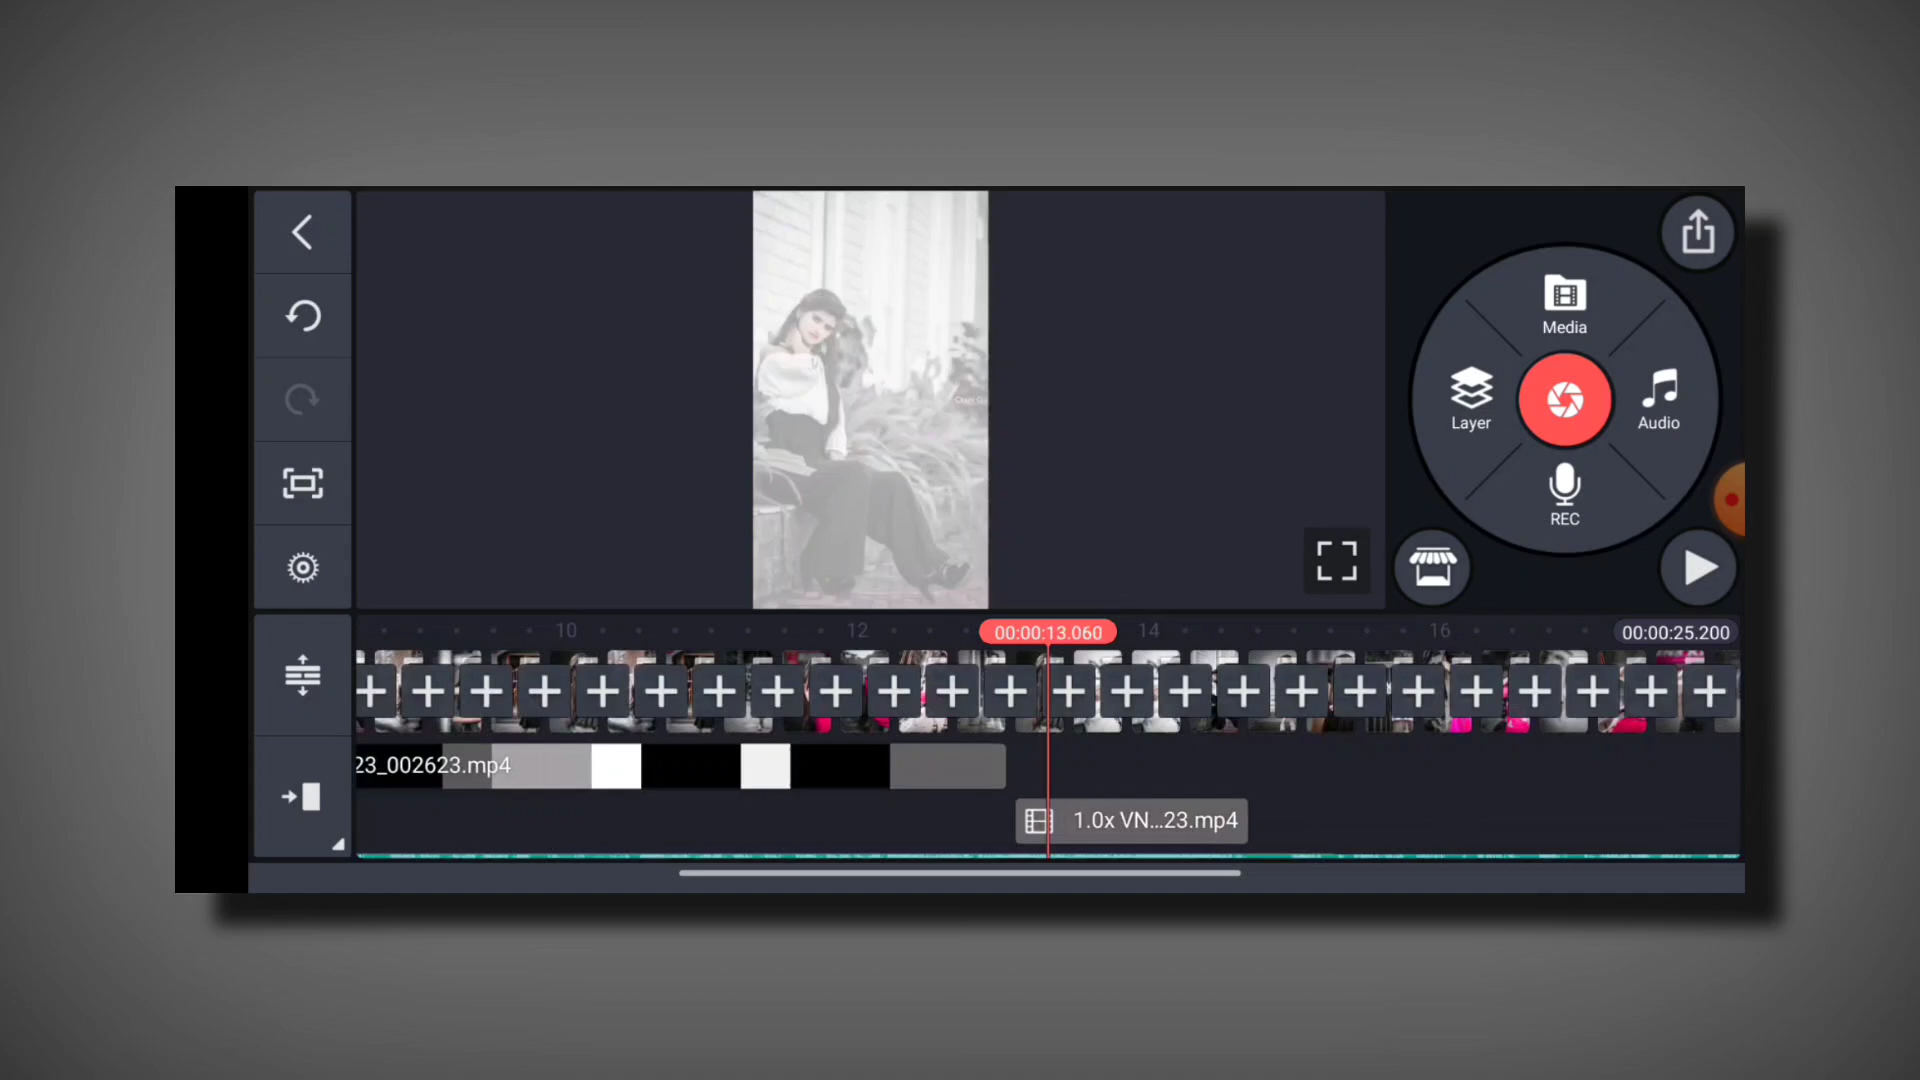 Media
Layer
Audio
REC
10
12
00:00:13.060
14
16
00:00:25.200
23_002623.mp4
1.0x VN...23.mp4